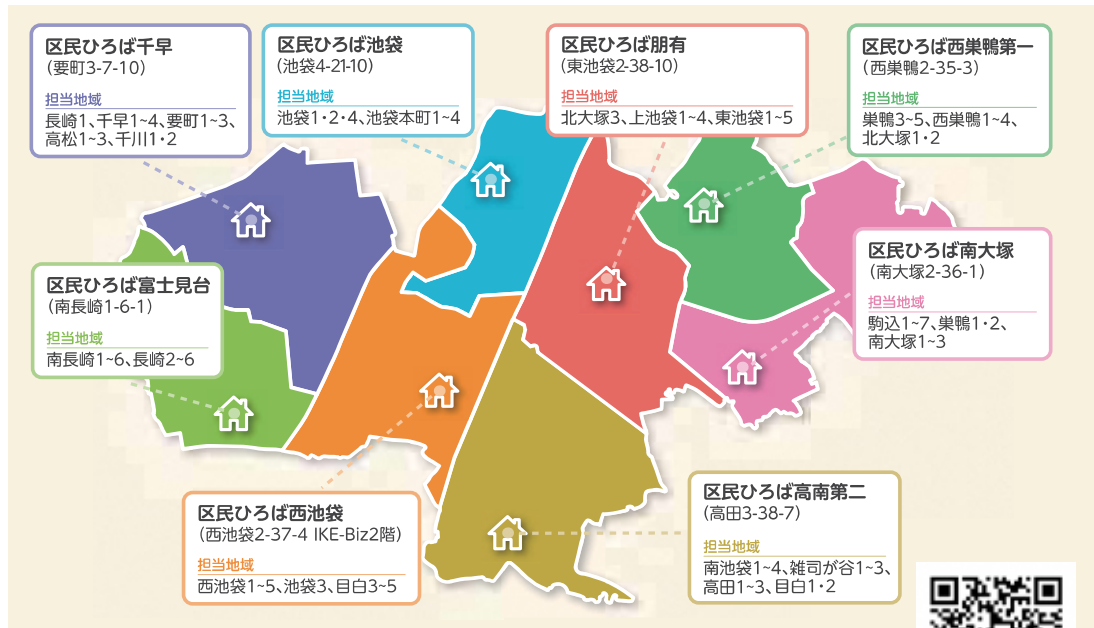 区民ひろば千早
(要町3-7-10)
担当地域
長崎1、千早1~4、要町1~3、
高松1~3、千川1・2
区民ひろば池袋
(池袋4-21-10)
担当地域
池袋1・2・4、池袋本町1~4
区民ひろば朋有
(東池袋2-38-10)
担当地域
北大塚3、上池袋1~4、東池袋1~5
区民ひろば西巣鴨第一
(西巣鴨2-35-3)
担当地域
巣鴨3~5、西巣鴨1~4、
北大塚1・2
区民ひろば富士見台
(南長崎1-6-1)
担当地域
南長崎1~6、長崎2~6
区民ひろば南大塚
(南大塚2-36-1)
担当地域
駒込1~7、巣鴨1・2、
南大塚1~3
区民ひろば西池袋
(西池袋2-37-4 IKE-Biz2階)
担当地域
西池袋1~5、池袋3、目白3~5
区民ひろば高南第二
(高田3-38-7)
担当地域
南池袋1~4、雑司が谷1~3、
高田1~3、目白1・2